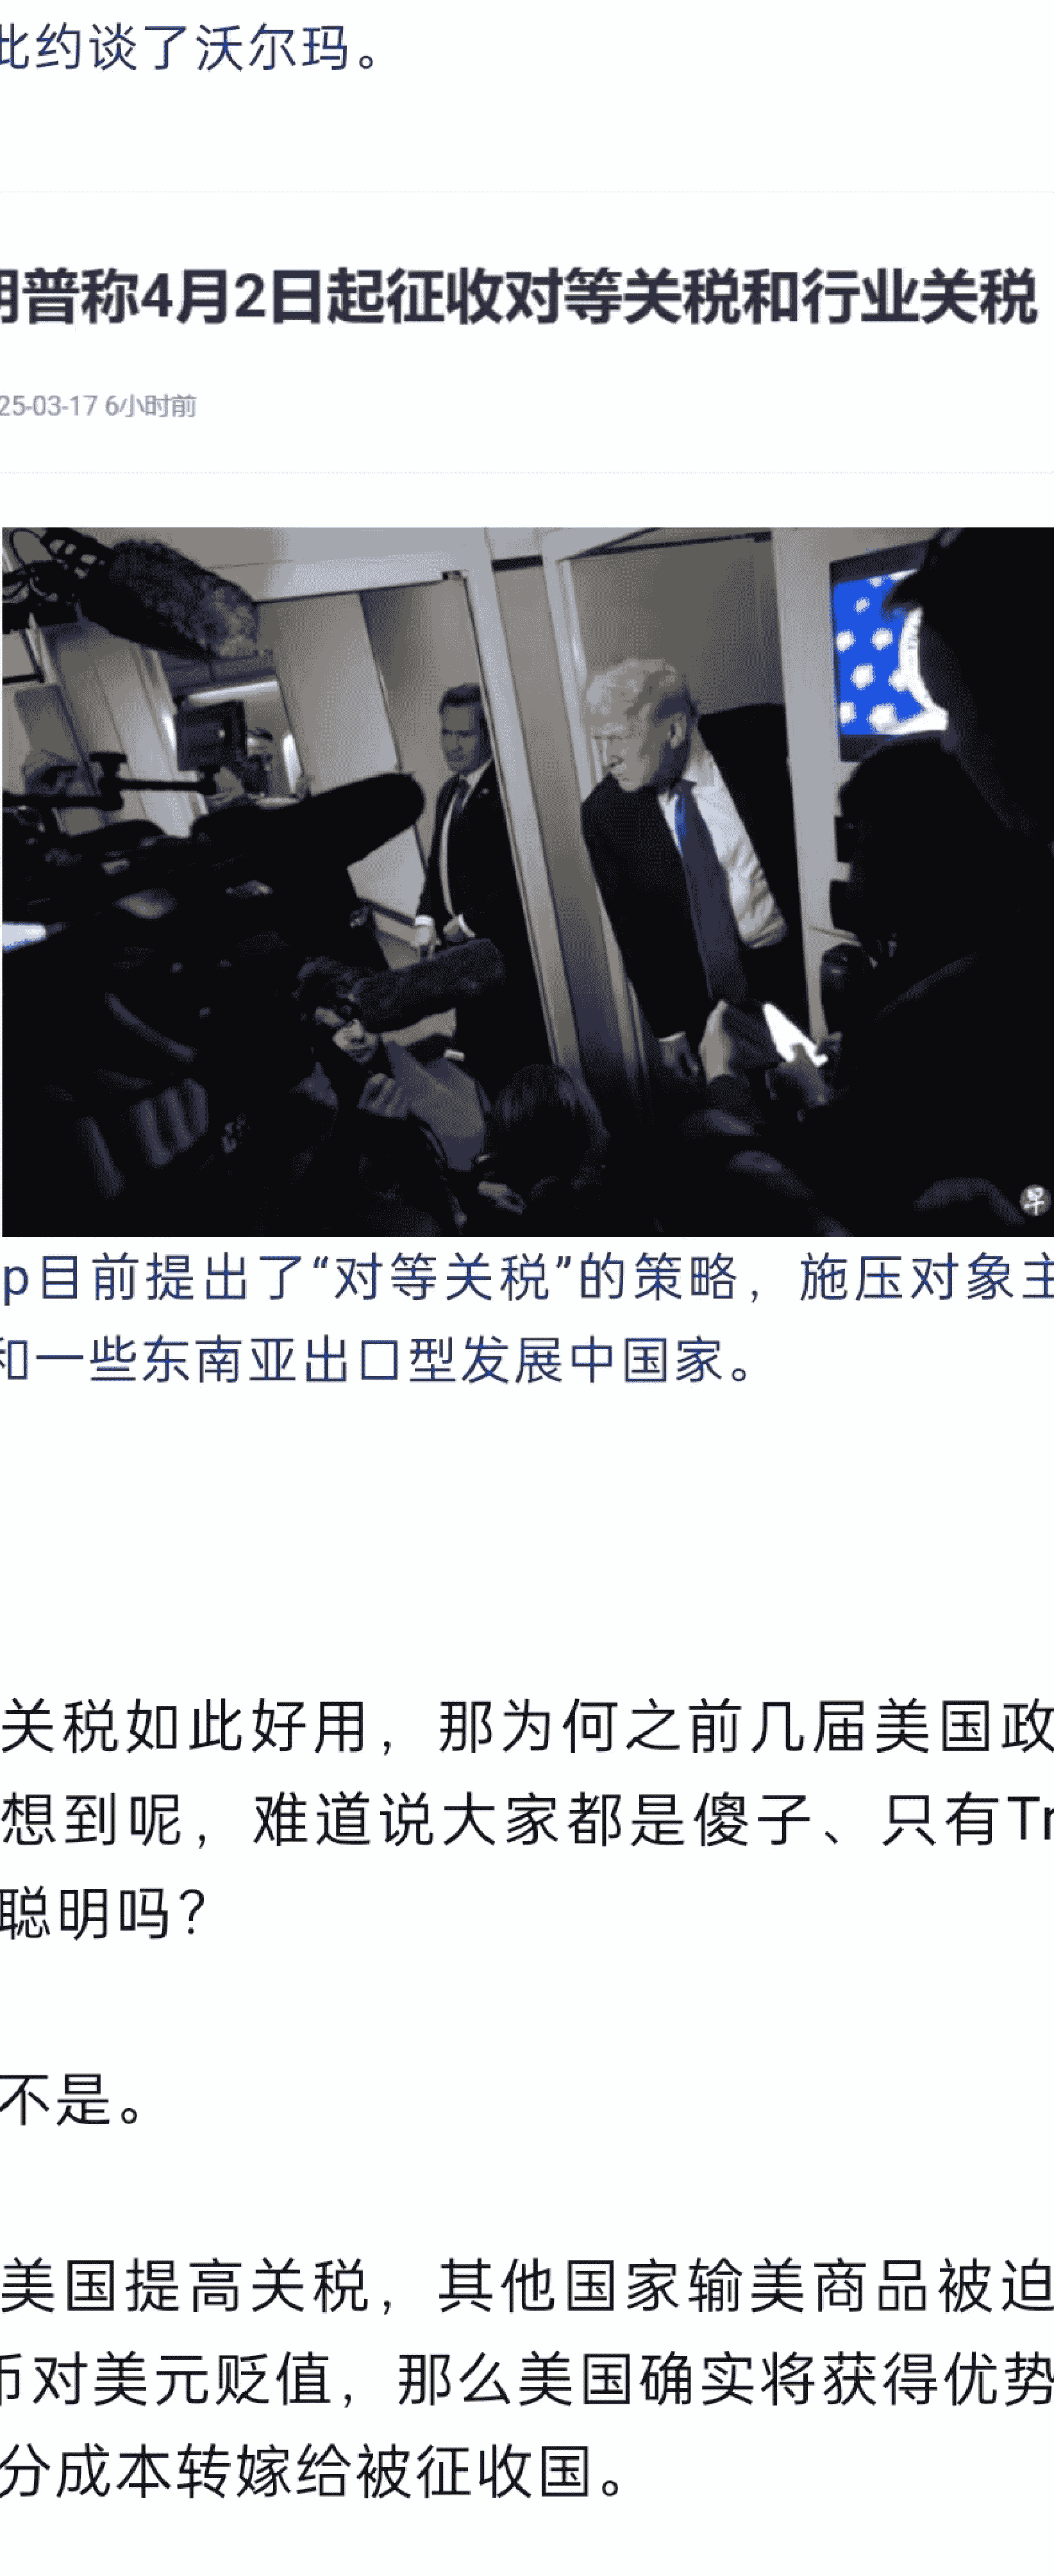 此约谈了沃尔玛。
朗普称4月2日起征收对等关税和行业关税
25-03-17 6小时前
早
p目前提出了“对等关税”的策略，施压对象主
和一些东南亚出口型发展中国家。
关税如此好用，那为何之前几届美国政
想到呢，难道说大家都是傻子、只有Tr
聪明吗？
不是。
美国提高关税，其他国家输美商品被迫
币对美元贬值，那么美国确实将获得优势
分成本转嫁给被征收国。